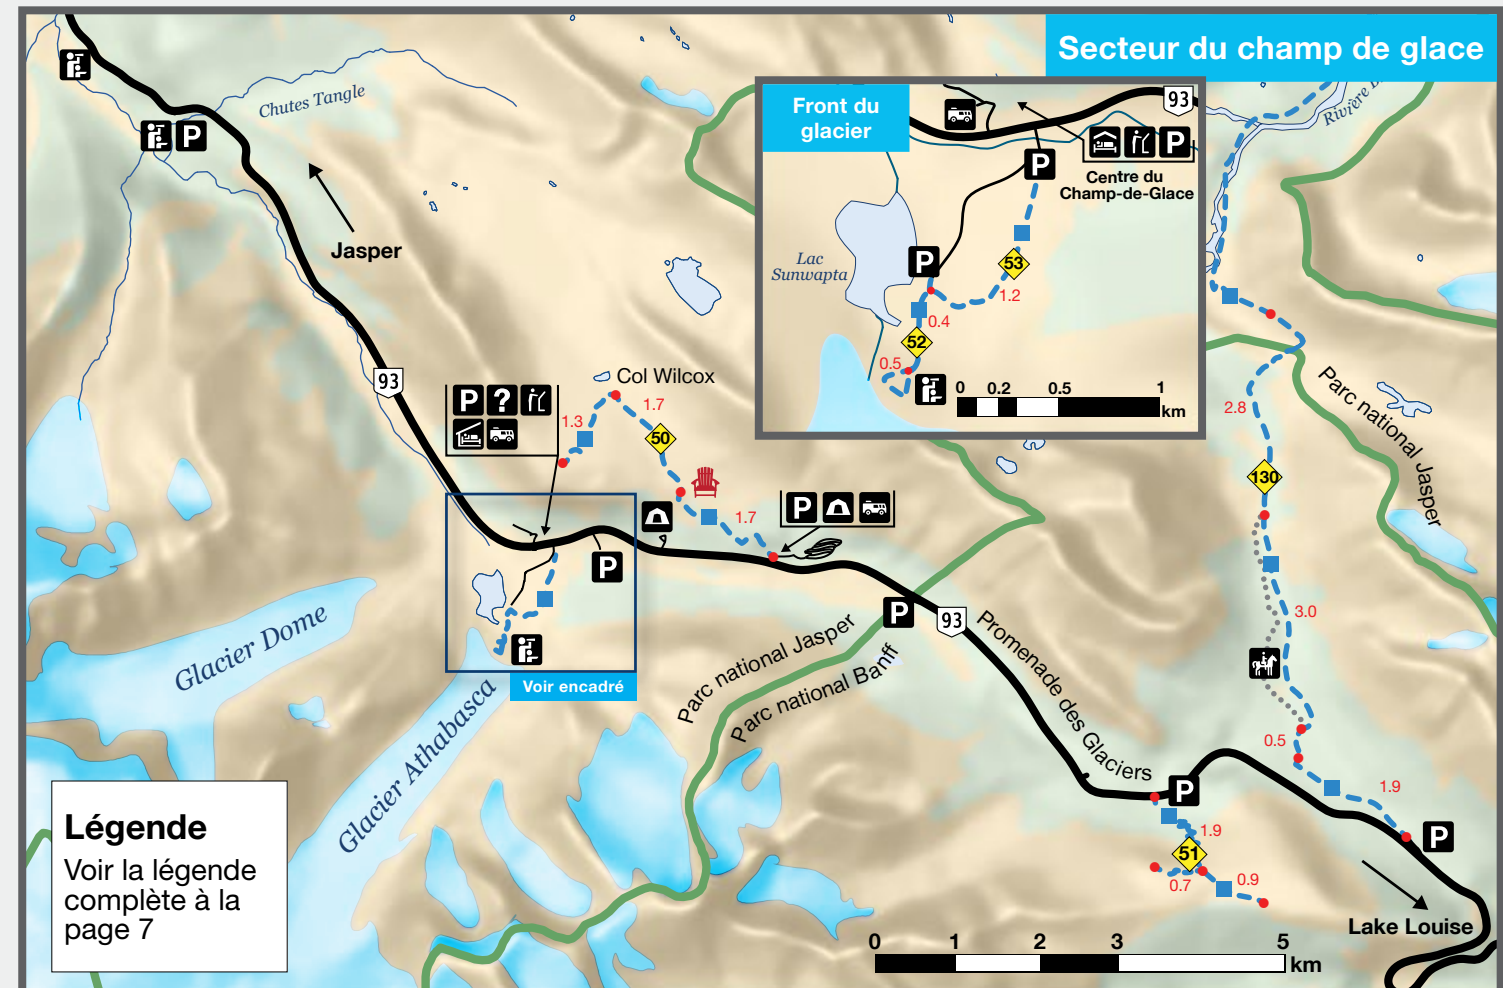 Secteur du champ de glace
Chutes Tangle
Jasper
93
Front du
glacier
93
Centre du
Champ-de-Glace
Lac
Sunwapta
53
1.2
0.4
52
0.5
0 0.2 0.5 1
km
Rivière
P
P
P
P
Col Wilcox
1.3
1.7
50
1.7
P ?
P
P
Voir encadré
Glacier Dome
Glacier Athabasca
Parc national Jasper
Parc national Banff
P
93
Promenade des Glaciers
Parc national Jasper
2.8
130
3.0
0.5
1.9
P
P
1.9
51
0.7
0.9
Lake Louise
Légende
Voir la légende
complète à la
page 7
0 1 2 3 5
km